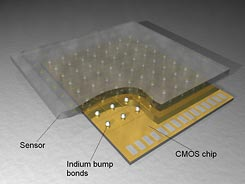 Sensor
Indium bump
bonds
CMOS chip